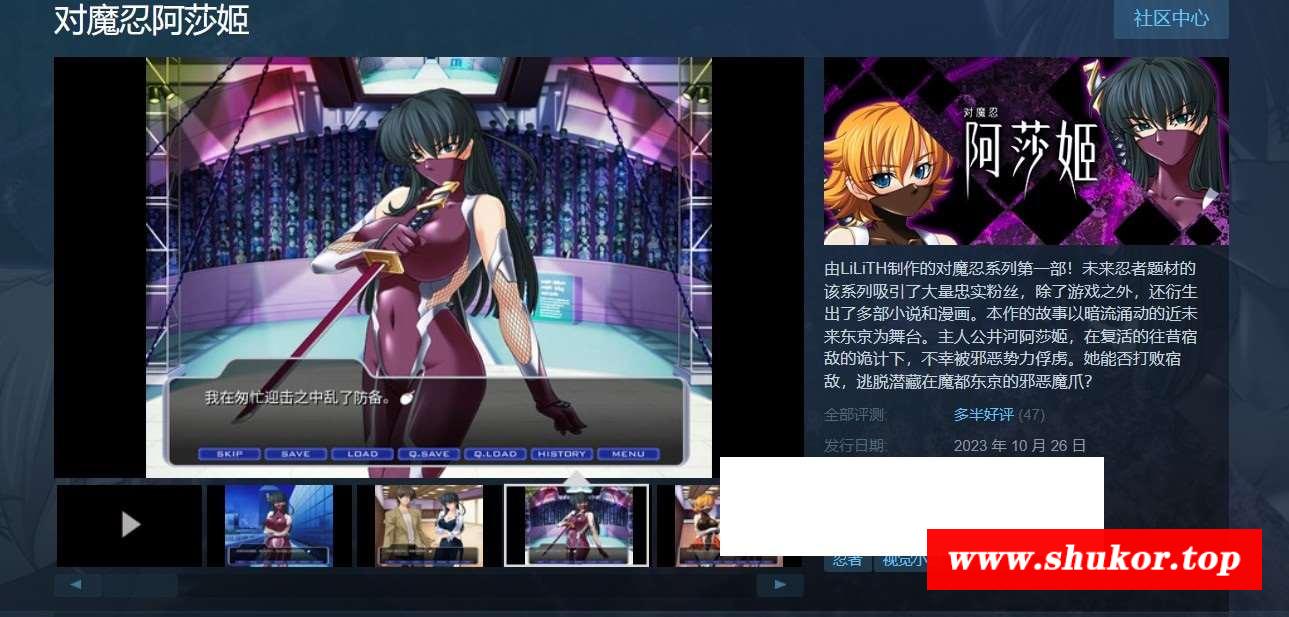 对魔忍阿莎姬
社区中心
对魔忍
阿莎姬
我在匆忙迎击之中乱了防备。
SKIP
SAVE
LOAD
Q.SAVE
Q.LOAD
HISTORY
MENU
由LiLiTH制作的对魔忍系列第一部！未来忍者题材的
该系列吸引了大量忠实粉丝，除了游戏之外，还衍生
出了多部小说和漫画。本作的故事以暗流涌动的近未
来东京为舞台。主人公井河阿莎姬，在复活的往昔宿
敌的诡计下，不幸被邪恶势力俘虏。她能否打败宿
敌，逃脱潜藏在魔都东京的邪恶魔爪？
全部评测: 多半好评 (47)
发行日期: 2023 年 10 月 26 日
忍者
视觉小
www.shukor.top